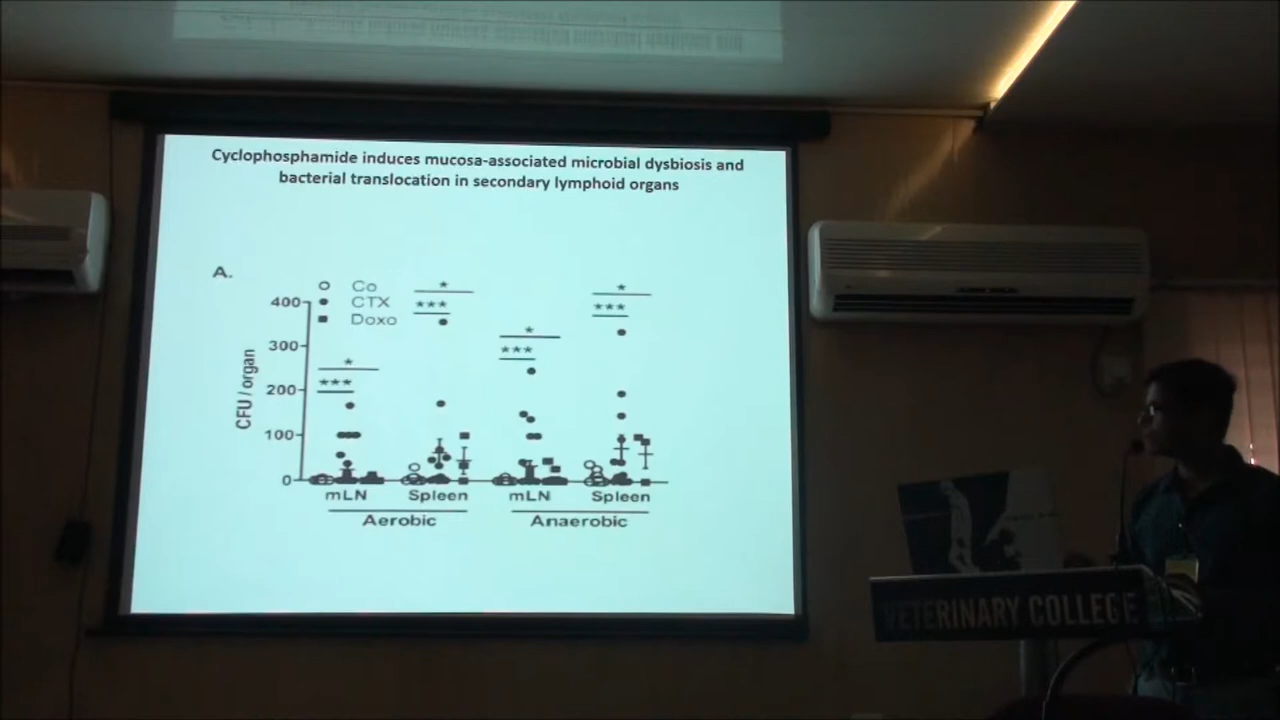 Cyclophosphamide induces mucosa-associated microbial dysbiosis and
bacterial translocation in secondary lymphoid organs
A.
Co
CTX
Doxo
CFU / organ
400
300
200
100
0
*
***
*
***
*
***
*
***
mLN Spleen mLN Spleen
Aerobic Anaerobic
VETERINARY COLLEGE